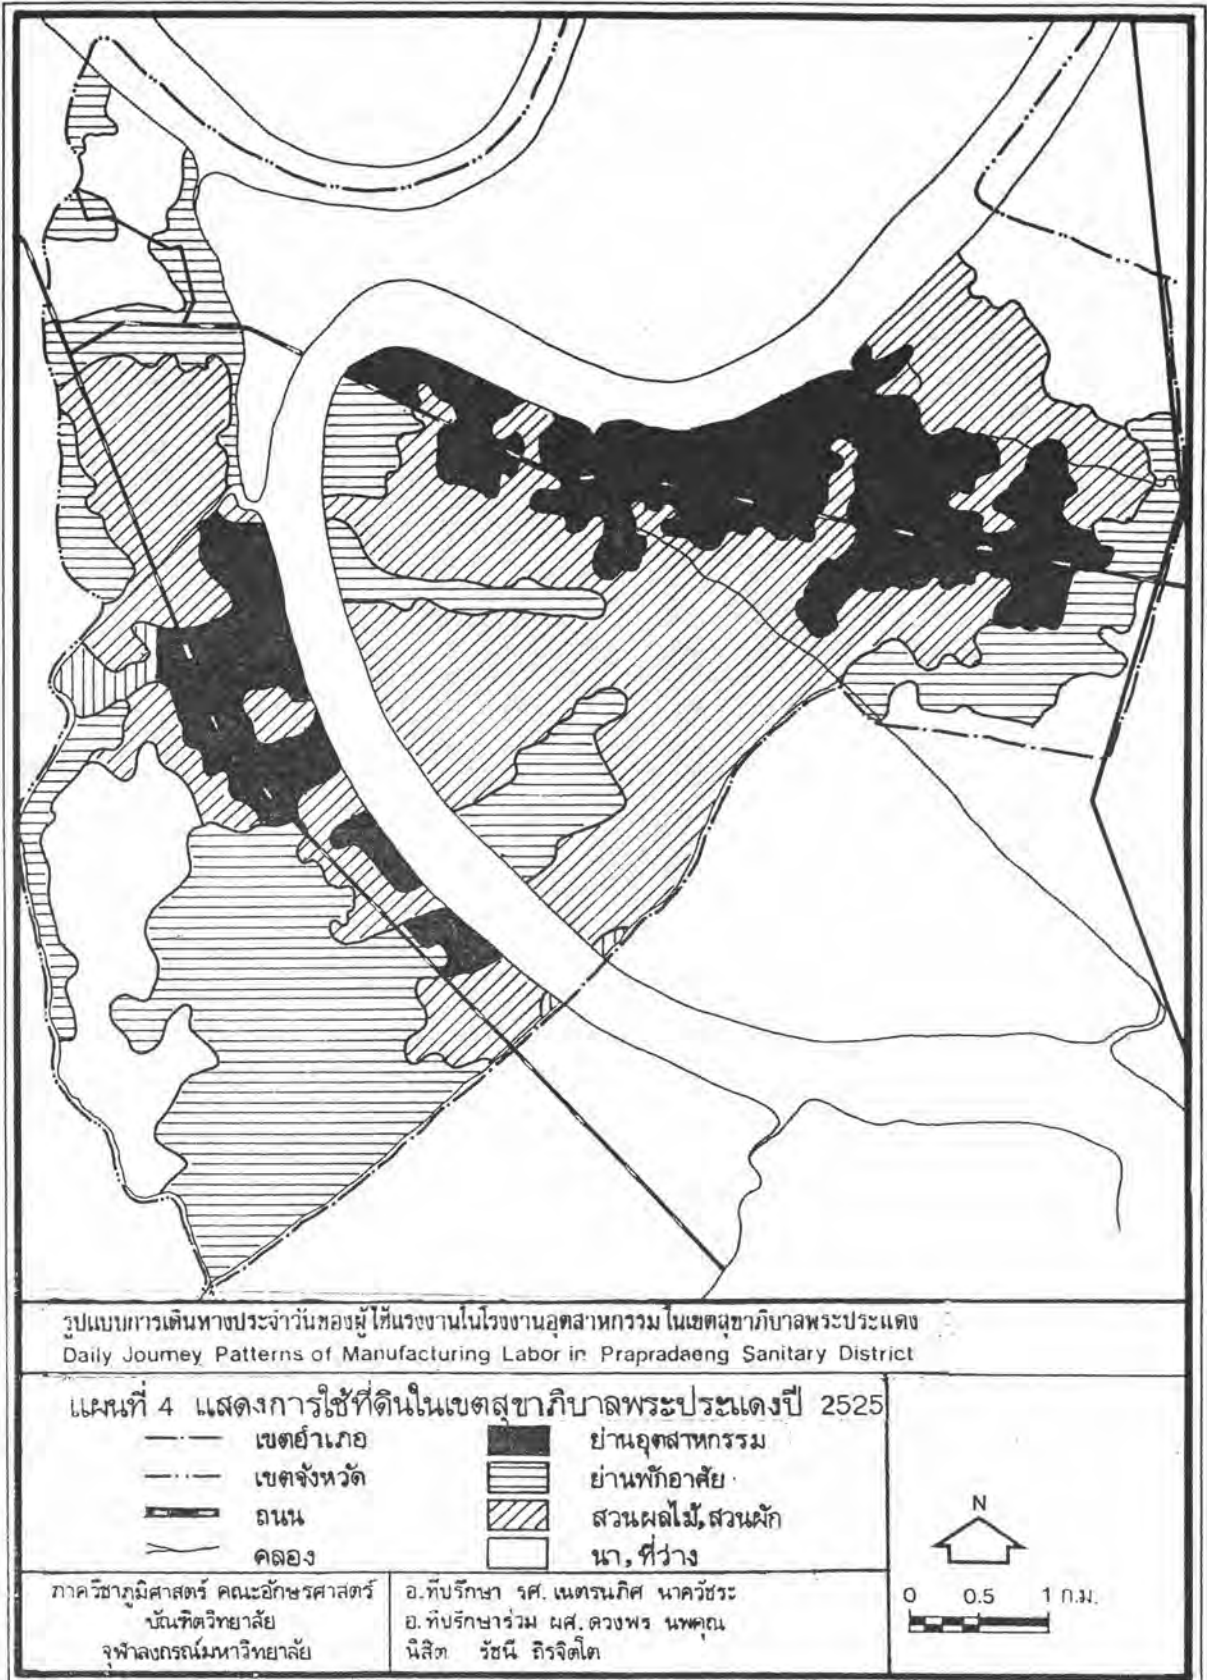 รูปแบบการเดินทางประจำวันของผู้ใช้แรงงานในโรงงานอุตสาหกรรม ในเขตสุขาภิบาลพระประแดง
Daily Journey Patterns of Manufacturing Labor in Prapradaeng Sanitary District
แผนที่ 4 แสดงการใช้ที่ดินในเขตสุขาภิบาลพระประแดงปี 2525
เขตอำเภอ
เขตจังหวัด
ถนน
คลอง
ย่านอุตสาหกรรม
ย่านพักอาศัย
สวนผลไม้,สวนผัก
นา, ที่ว่าง
N
0 0.5 1 ก.ม.
ภาควิชาภูมิศาสตร์ คณะอักษรศาสตร์
บัณฑิตวิทยาลัย
จุฬาลงกรณ์มหาวิทยาลัย
อ.ที่ปรึกษา รศ. เนตรนภิศ นาควัชระ
อ.ที่ปรึกษาร่วม ผศ. ดวงพร นพคุณ
นิสิต รัชนี ถิรจิตโต